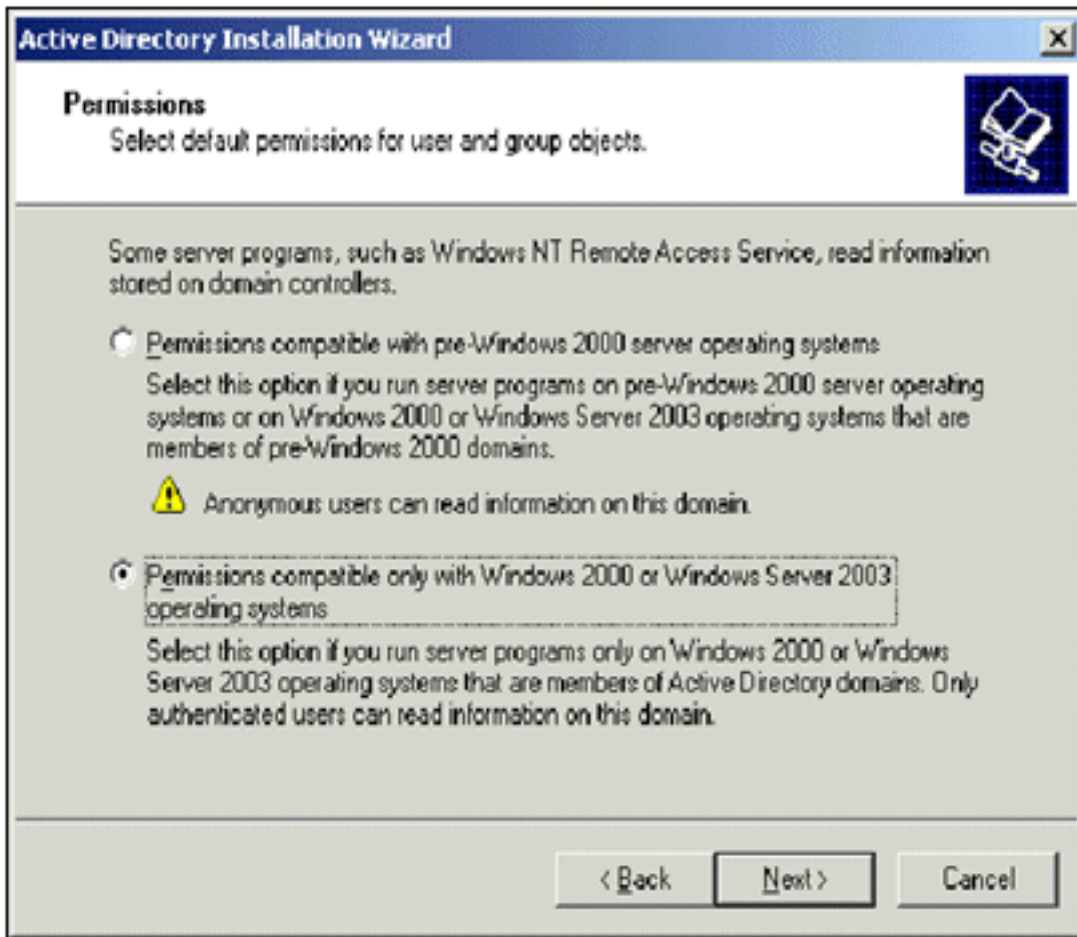 Active Directory Installation Wizard
Permissions
Select default permissions for user and group objects.
Some server programs, such as Windows NT Remote Access Service, read information
stored on domain controllers.
Permissions compatible with pre-Windows 2000 server operating systems
Select this option if you run server programs on pre-Windows 2000 server operating
systems or on Windows 2000 or Windows Server 2003 operating systems that are
members of pre-Windows 2000 domains.
Anonymous users can read information on this domain.
Permissions compatible only with Windows 2000 or Windows Server 2003
operating systems
Select this option if you run server programs only on Windows 2000 or Windows
Server 2003 operating systems that are members of Active Directory domains. Only
authenticated users can read information on this domain.
< Back Next > Cancel